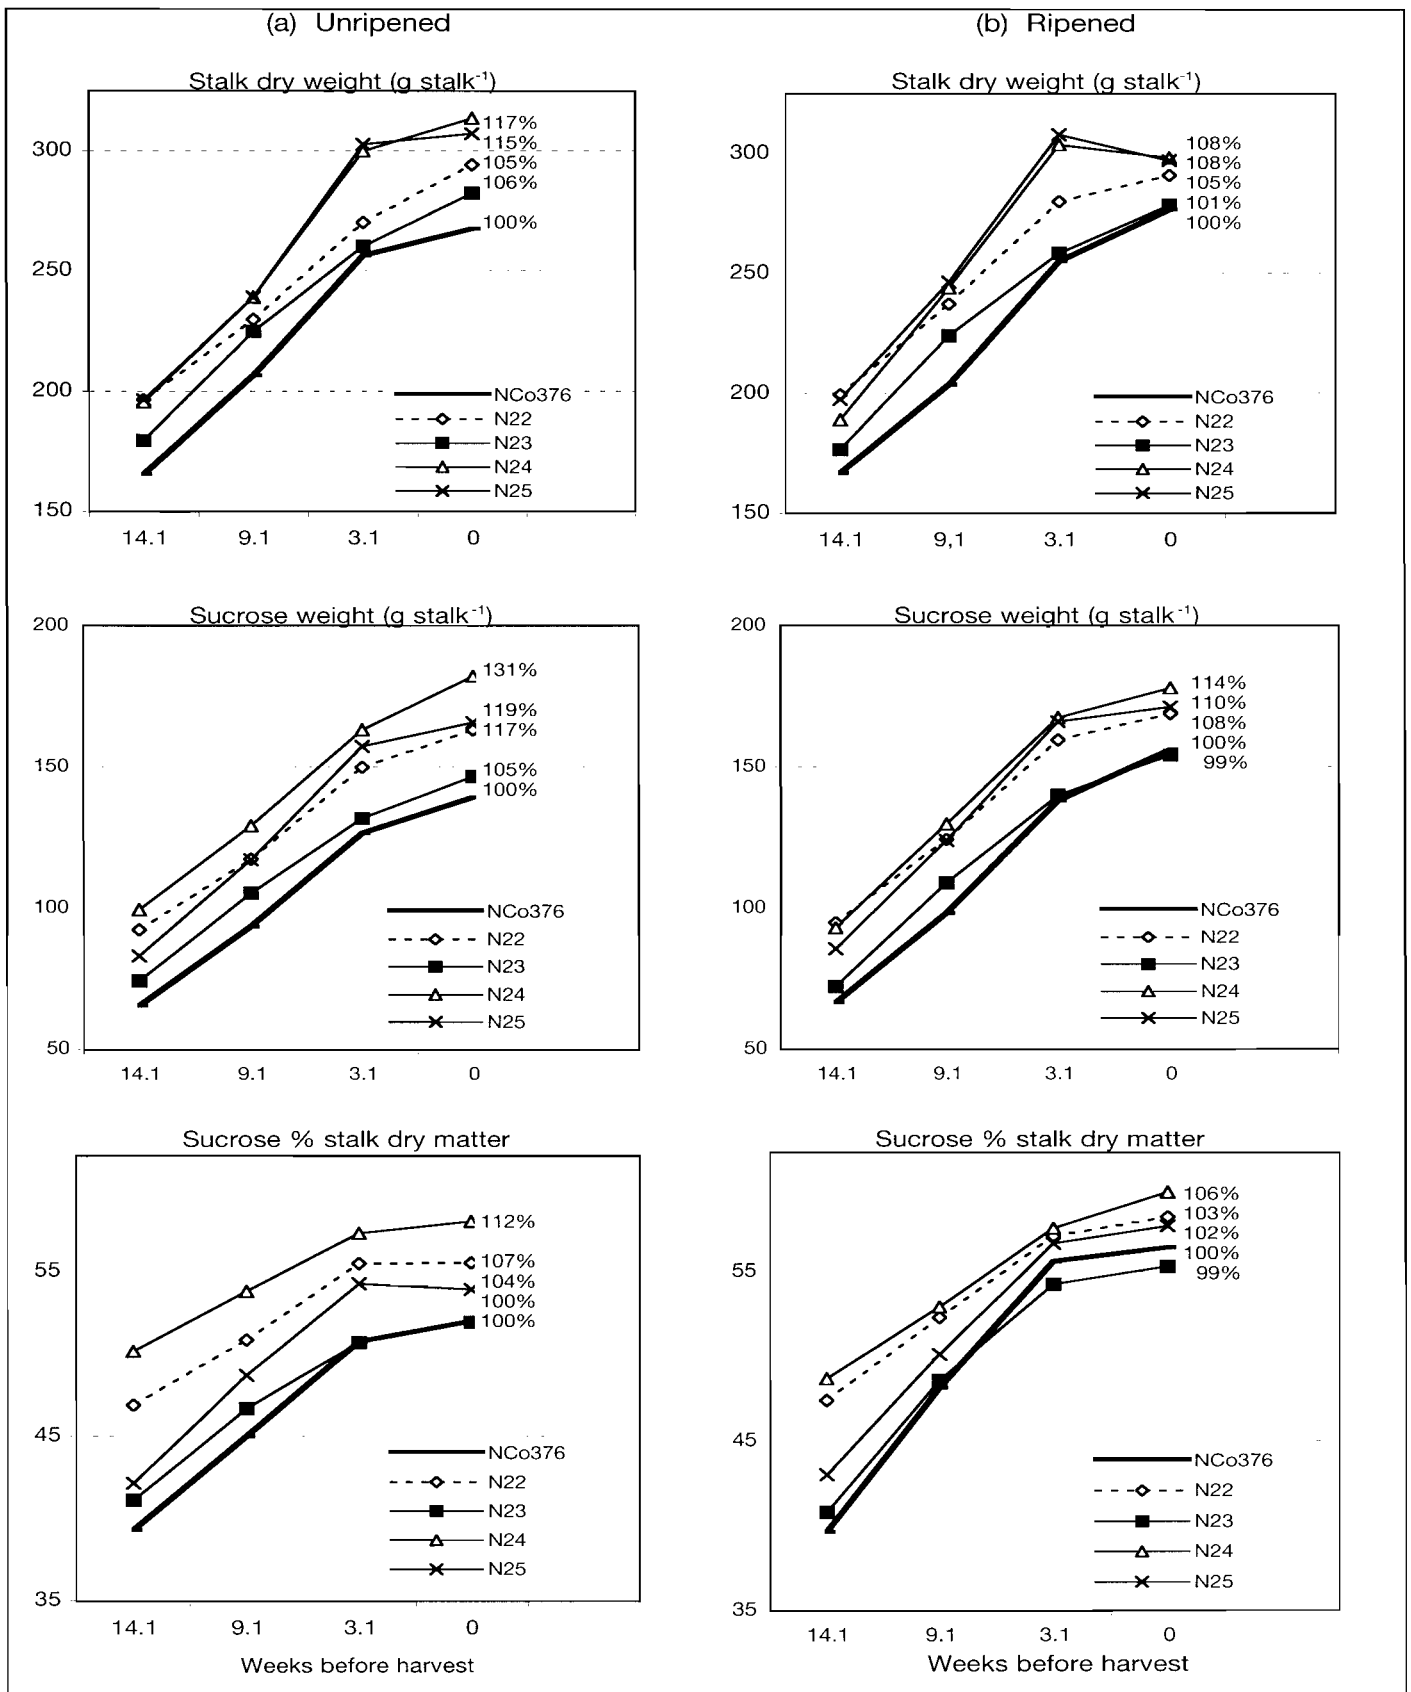 (a) Unripened
(b) Ripened
Stalk dry weight (g stalk⁻¹)
300
250
200
150
117%
115%
105%
106%
100%
NCo376
N22
N23
N24
N25
14.1 9.1 3.1 0
Stalk dry weight (g stalk⁻¹)
300
250
200
150
108%
108%
105%
101%
100%
NCo376
N22
N23
N24
N25
14.1 9,1 3.1 0
Sucrose weight (g stalk⁻¹)
200
150
100
50
131%
119%
117%
105%
100%
NCo376
N22
N23
N24
N25
14.1 9.1 3.1 0
Sucrose weight (g stalk⁻¹)
200
150
100
50
114%
110%
108%
100%
99%
NCo376
N22
N23
N24
N25
14.1 9.1 3.1 0
Sucrose % stalk dry matter
55
45
35
112%
107%
104%
100%
100%
NCo376
N22
N23
N24
N25
14.1 9.1 3.1 0
Weeks before harvest
Sucrose % stalk dry matter
55
45
35
106%
103%
102%
100%
99%
NCo376
N22
N23
N24
N25
14.1 9.1 3.1 0
Weeks before harvest